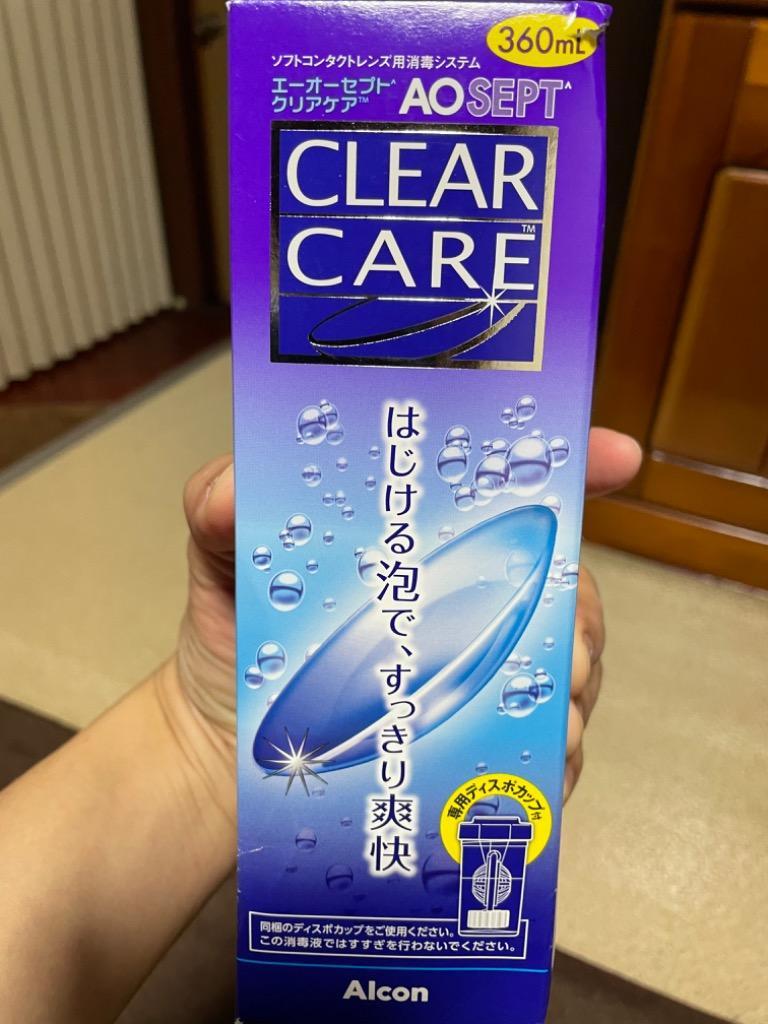 360mL
ソフトコンタクトレンズ用消毒システム
エーオーセプト^
クリアケア™
AOSEPT^
CLEAR
CARE™
はじける泡で、すっきり爽快
専用ディスポカップ付
同梱のディスポカップをご使用ください。
この消毒液ではすすぎを行わないでください。
Alcon